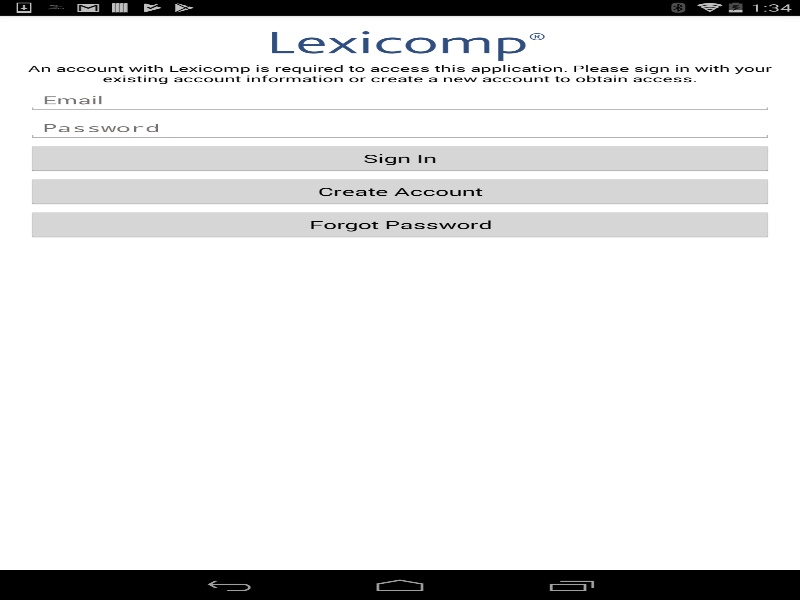 1:34
Lexicomp®
An account with Lexicomp is required to access this application. Please sign in with your
existing account information or create a new account to obtain access.
Email
Password
Sign In
Create Account
Forgot Password